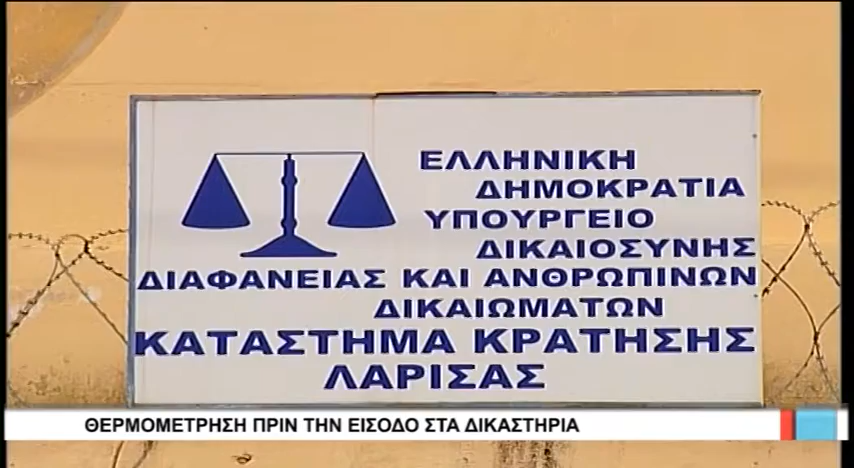 ΕΛΛΗΝΙΚΗ
ΔΗΜΟΚΡΑΤΙΑ
ΥΠΟΥΡΓΕΙΟ
ΔΙΚΑΙΟΣΥΝΗΣ
ΔΙΑΦΑΝΕΙΑΣ ΚΑΙ ΑΝΘΡΩΠΙΝΩΝ
ΔΙΚΑΙΩΜΑΤΩΝ
ΚΑΤΑΣΤΗΜΑ ΚΡΑΤΗΣΗΣ
ΛΑΡΙΣΑΣ
ΘΕΡΜΟΜΕΤΡΗΣΗ ΠΡΙΝ ΤΗΝ ΕΙΣΟΔΟ ΣΤΑ ΔΙΚΑΣΤΗΡΙΑ